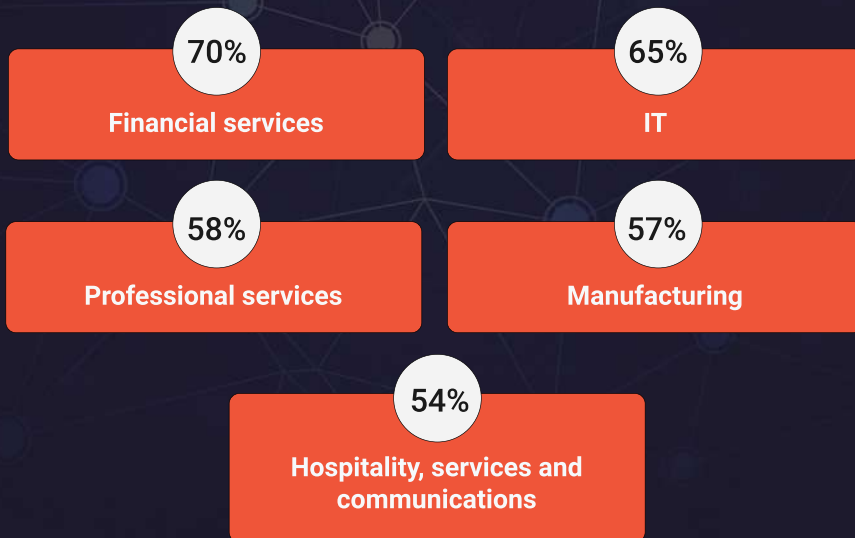 70%
Financial services
65%
IT
58%
Professional services
57%
Manufacturing
54%
Hospitality, services and
communications